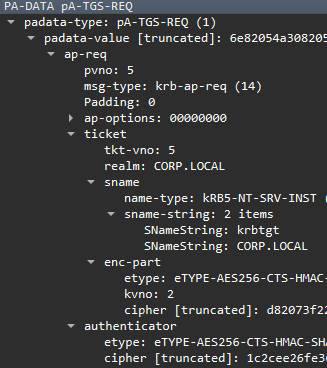 PA-DATA pA-TGS-REQ
padata-type: pA-TGS-REQ (1)
padata-value [truncated]: 6e82054a308205
ap-req
pvno: 5
msg-type: krb-ap-req (14)
Padding: 0
ap-options: 00000000
ticket
tkt-vno: 5
realm: CORP.LOCAL
sname
name-type: kRB5-NT-SRV-INST (
sname-string: 2 items
SNameString: krbtgt
SNameString: CORP.LOCAL
enc-part
etype: eTYPE-AES256-CTS-HMAC-
kvno: 2
cipher [truncated]: d82073f22
authenticator
etype: eTYPE-AES256-CTS-HMAC-SHA
cipher [truncated]: 1c2cee26fe3